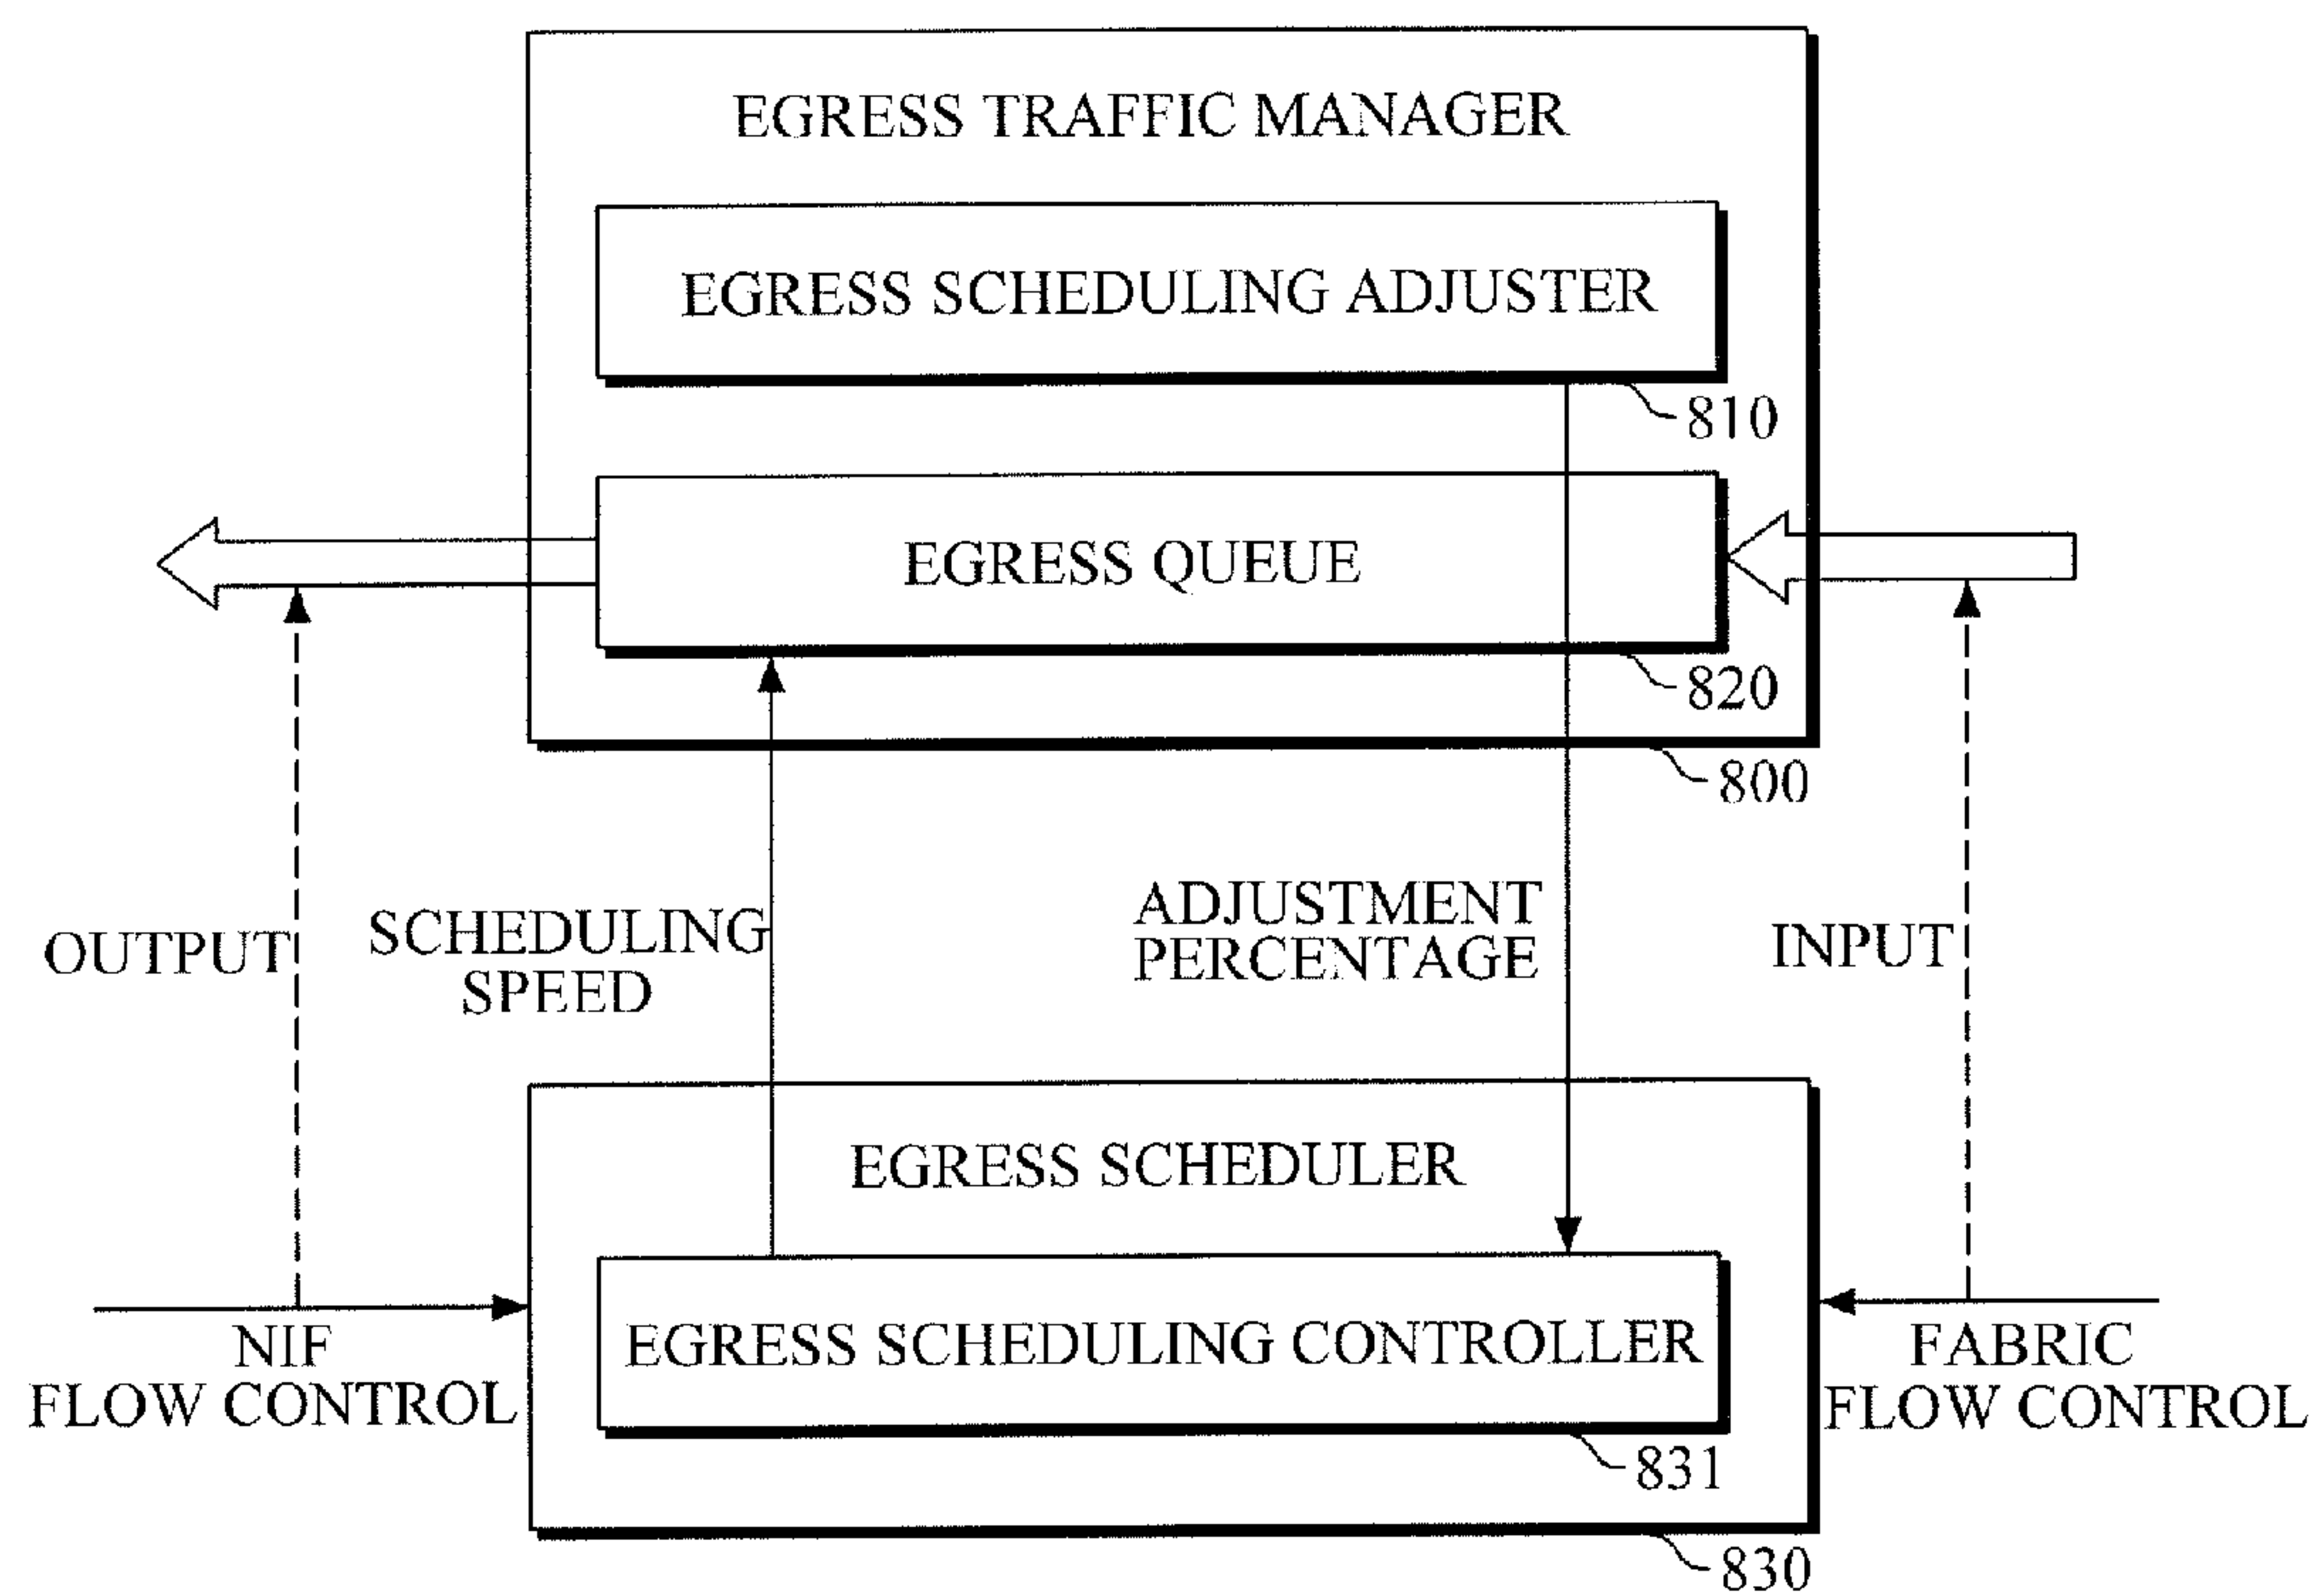 EGRESS TRAFFIC MANAGER
EGRESS SCHEDULING ADJUSTER
810
EGRESS QUEUE
820
800
OUTPUT
SCHEDULING
SPEED
ADJUSTMENT
PERCENTAGE
INPUT
EGRESS SCHEDULER
EGRESS SCHEDULING CONTROLLER
831
830
NIF
FLOW CONTROL
FABRIC
FLOW CONTROL